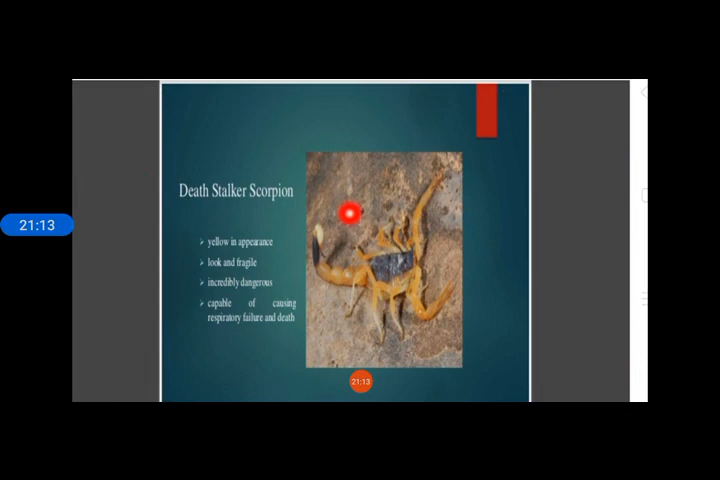 21:13
Death Stalker Scorpion
➢ yellow in appearance
➢ look and fragile
➢ incredibly dangerous
➢ capable of causing
respiratory failure and death
21:13